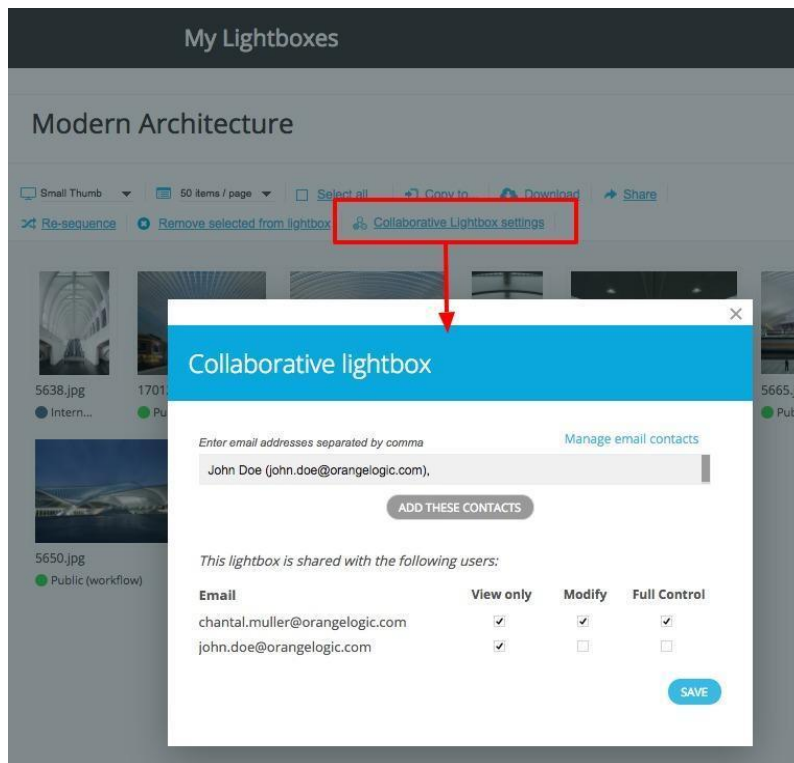 My Lightboxes
Modern Architecture
Small Thumb 50 items / page Select all Copy to Download Share
Re-sequence Remove selected from lightbox Collaborative Lightbox settings
5638.jpg 1701 5665.
Intern... Pu Pub
Collaborative lightbox
Enter email addresses separated by comma Manage email contacts
John Doe (john.doe@orangelogic.com),
ADD THESE CONTACTS
5650.jpg
Public (workflow)
This lightbox is shared with the following users:
Email View only Modify Full Control
chantal.muller@orangelogic.com
john.doe@orangelogic.com
SAVE